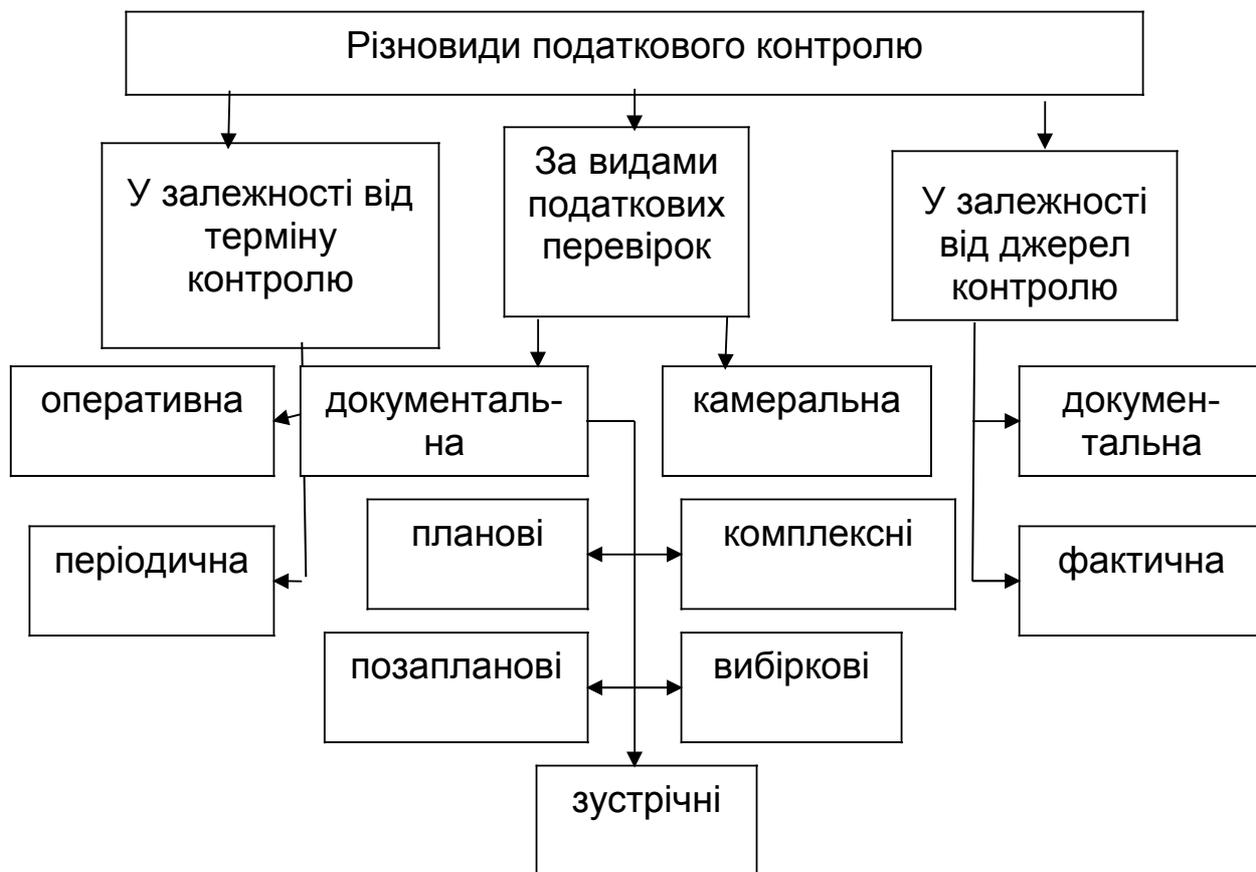 Різновиди податкового контролю
У залежності від
терміну
контролю
За видами
податкових
перевірок
У залежності
від джерел
контролю
оперативна
документаль-
на
камеральна
докумен-
тальна
періодична
планові
комплексні
фактична
позапланові
вибіркові
зустрічні